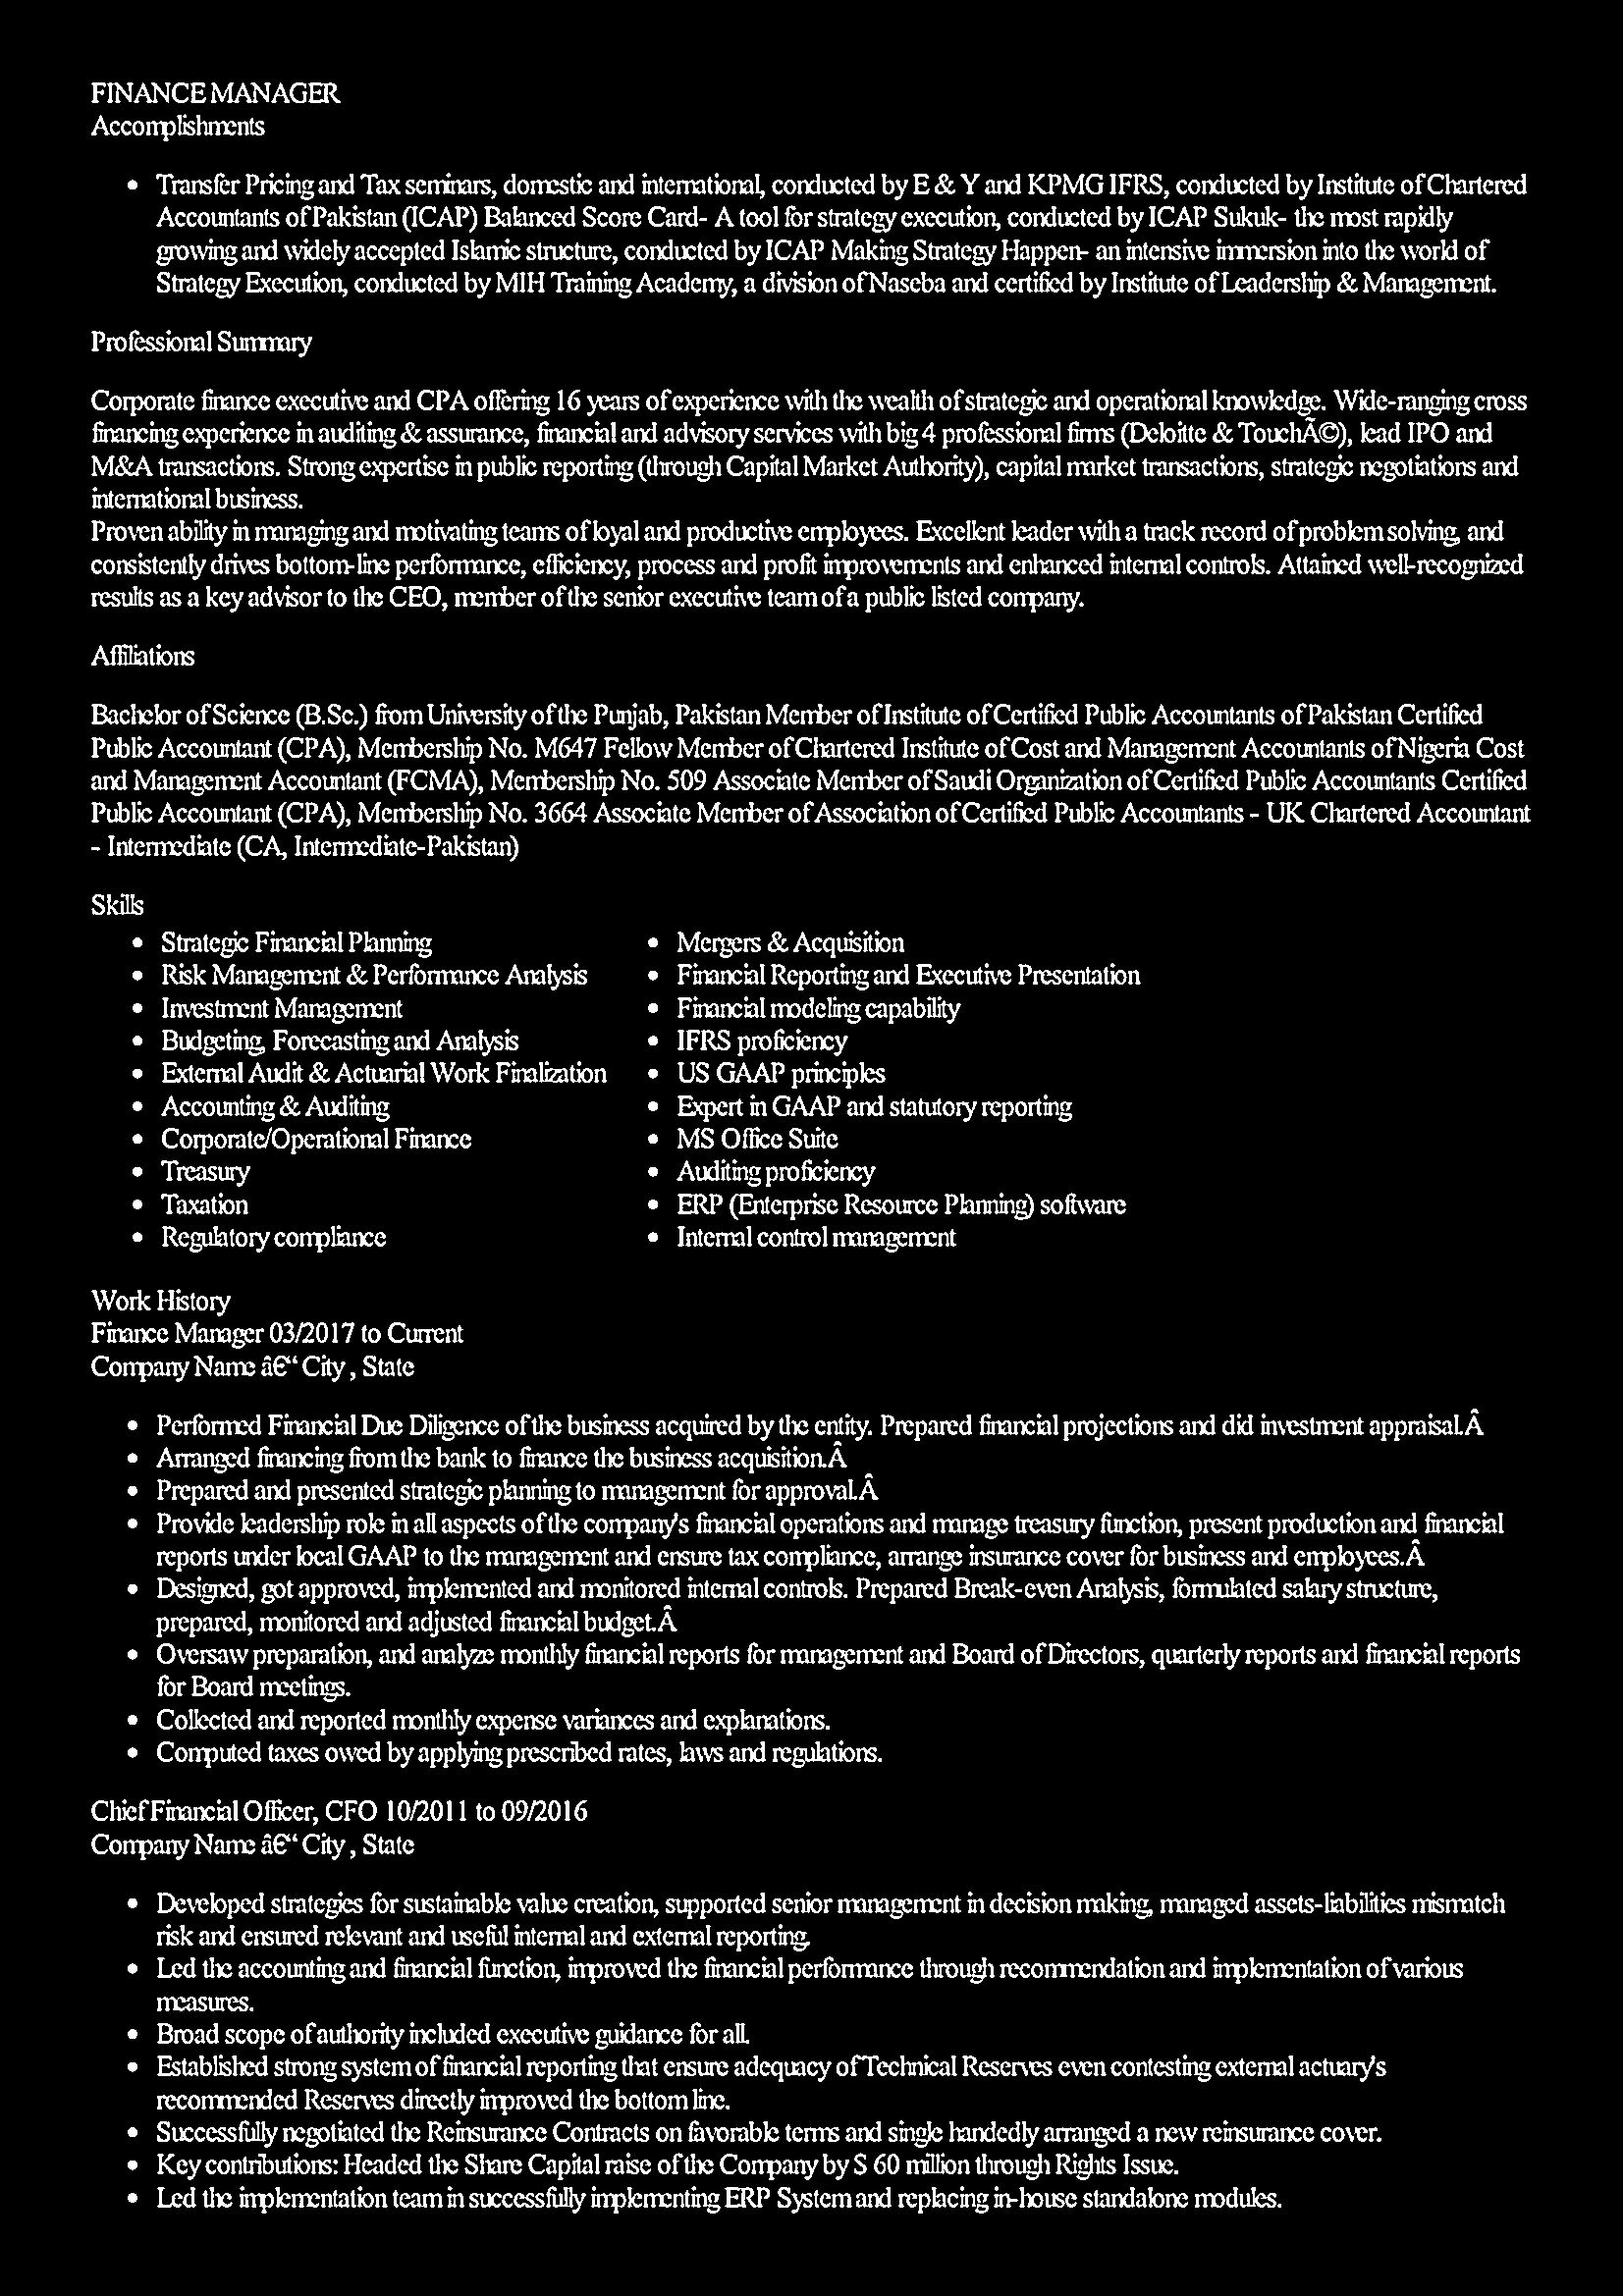 FINANCE MANAGER
Accomplishments
• Transfer Pricing and Tax seminars, domestic and international, conducted by E & Y and KPMG IFRS, conducted by Institute of Chartered
Accountants of Pakistan (ICAP) Balanced Score Card- A tool for strategy execution, conducted by ICAP Sukuk- the most rapidly
growing and widely accepted Islamic structure, conducted by ICAP Making Strategy Happen- an intensive immersion into the world of
Strategy Execution, conducted by MIH Training Academy, a division of Naseba and certified by Institute of Leadership & Management.
Professional Summary
Corporate finance executive and CPA offering 16 years of experience with the wealth of strategic and operational knowledge. Wide-ranging cross
financing experience in auditing & assurance, financial and advisory services with big 4 professional firms (Deloitte & TouchÃ©), lead IPO and
M&A transactions. Strong expertise in public reporting (through Capital Market Authority), capital market transactions, strategic negotiations and
international business.
Proven ability in managing and motivating teams of loyal and productive employees. Excellent leader with a track record of problem solving, and
consistently drives bottom-line performance, efficiency, process and profit improvements and enhanced internal controls. Attained well-recognized
results as a key advisor to the CEO, member of the senior executive team of a public listed company.
Affiliations
Bachelor of Science (B.Sc.) from University of the Punjab, Pakistan Member of Institute of Certified Public Accountants of Pakistan Certified
Public Accountant (CPA), Membership No. M647 Fellow Member of Chartered Institute of Cost and Management Accountants of Nigeria Cost
and Management Accountant (FCMA), Membership No. 509 Associate Member of Saudi Organization of Certified Public Accountants Certified
Public Accountant (CPA), Membership No. 3664 Associate Member of Association of Certified Public Accountants - UK Chartered Accountant
- Intermediate (CA, Intermediate-Pakistan)
Skills
• Strategic Financial Planning
• Risk Management & Performance Analysis
• Investment Management
• Budgeting, Forecasting and Analysis
• External Audit & Actuarial Work Finalization
• Accounting & Auditing
• Corporate/Operational Finance
• Treasury
• Taxation
• Regulatory compliance
• Mergers & Acquisition
• Financial Reporting and Executive Presentation
• Financial modeling capability
• IFRS proficiency
• US GAAP principles
• Expert in GAAP and statutory reporting
• MS Office Suite
• Auditing proficiency
• ERP (Enterprise Resource Planning) software
• Internal control management
Work History
Finance Manager 03/2017 to Current
Company Name â€“ City , State
• Performed Financial Due Diligence of the business acquired by the entity. Prepared financial projections and did investment appraisal.Â
• Arranged financing from the bank to finance the business acquisition.Â
• Prepared and presented strategic planning to management for approval.Â
• Provide leadership role in all aspects of the company's financial operations and manage treasury function, present production and financial
reports under local GAAP to the management and ensure tax compliance, arrange insurance cover for business and employees.Â
• Designed, got approved, implemented and monitored internal controls. Prepared Break-even Analysis, formulated salary structure,
prepared, monitored and adjusted financial budget.Â
• Oversaw preparation, and analyze monthly financial reports for management and Board of Directors, quarterly reports and financial reports
for Board meetings.
• Collected and reported monthly expense variances and explanations.
• Computed taxes owed by applying prescribed rates, laws and regulations.
Chief Financial Officer, CFO 10/2011 to 09/2016
Company Name â€“ City , State
• Developed strategies for sustainable value creation, supported senior management in decision making, managed assets-liabilities mismatch
risk and ensured relevant and useful internal and external reporting.
• Led the accounting and financial function, improved the financial performance through recommendation and implementation of various
measures.
• Broad scope of authority included executive guidance for all.
• Established strong system of financial reporting that ensure adequacy of Technical Reserves even contesting external actuary's
recommended Reserves directly improved the bottom line.
• Successfully negotiated the Reinsurance Contracts on favorable terms and single handedly arranged a new reinsurance cover.
• Key contributions: Headed the Share Capital raise of the Company by $ 60 million through Rights Issue.
• Led the implementation team in successfully implementing ERP System and replacing in-house standalone modules.